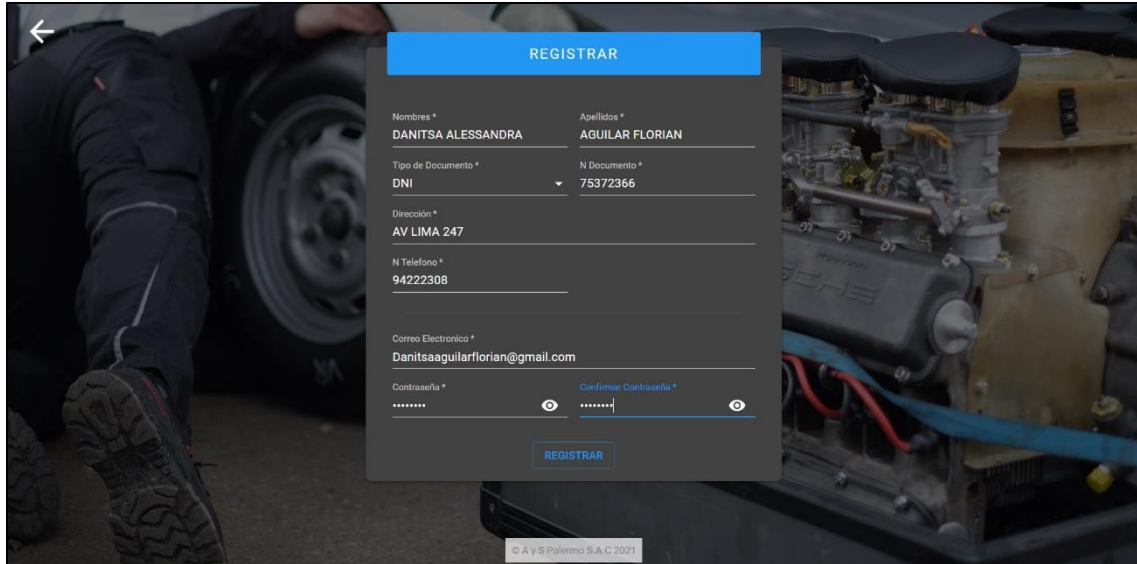 REGISTRAR
Nombres * Apellidos *
DANITSA ALESSANDRA AGUILAR FLORIAN
Tipo de Documento * N Documento *
DNI 75372366
Dirección *
AV LIMA 247
N Telefono *
94222308
Correo Electronico *
Danitsaaguilarflorian@gmail.com
Contraseña * Confirmar Contraseña *
•••••••• ••••••••
REGISTRAR
© A y S Palermo S.A.C 2021